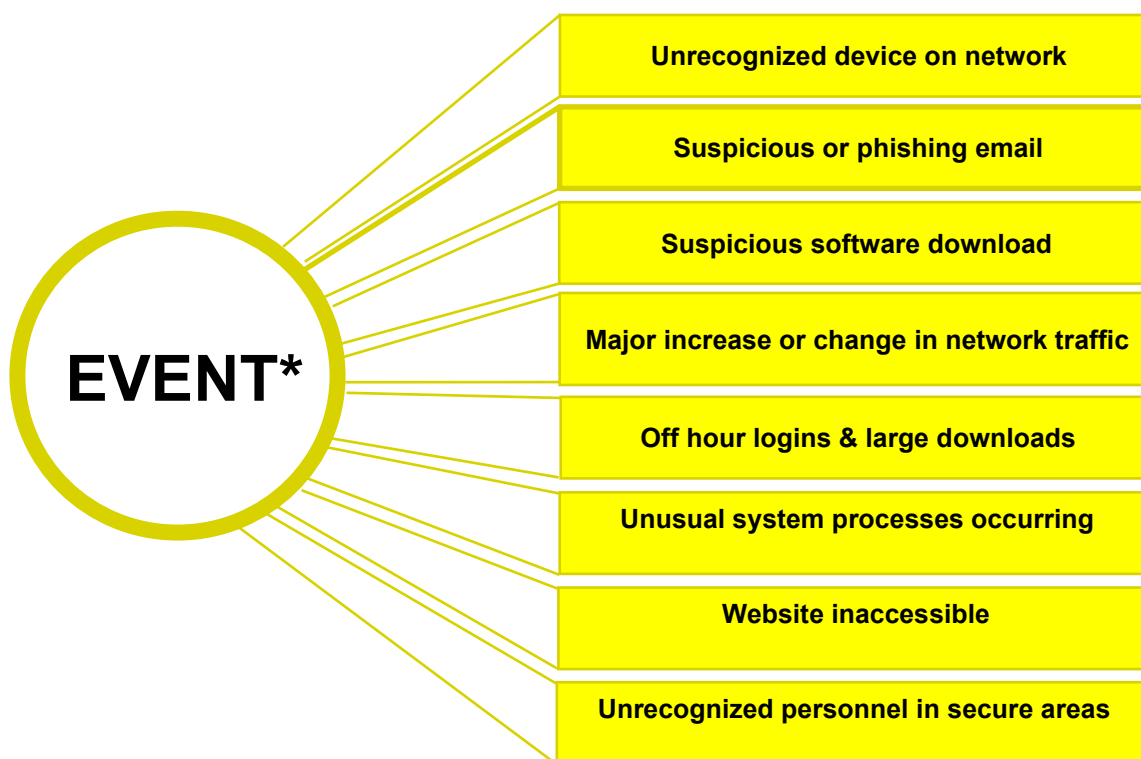 Unrecognized device on network
Suspicious or phishing email
Suspicious software download
Major increase or change in network traffic
EVENT*
Off hour logins & large downloads
Unusual system processes occurring
Website inaccessible
Unrecognized personnel in secure areas